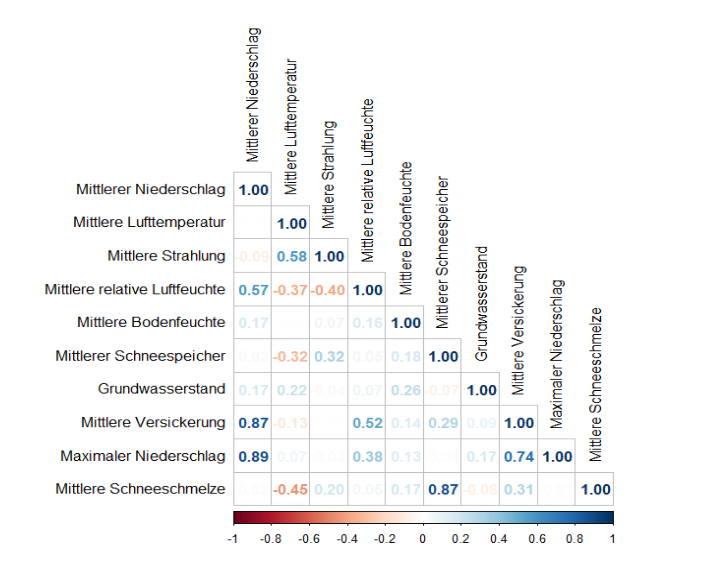 Mittlerer Niederschlag
Mittlere Lufttemperatur
Mittlere Strahlung
Mittlere relative Luftfeuchte
Mittlere Bodenfeuchte
Mittlerer Schneespeicher
Grundwasserstand
Mittlere Versickerung
Maximaler Niederschlag
Mittlere Schneeschmelze
Mittlerer Niederschlag 1.00
Mittlere Lufttemperatur 1.00
Mittlere Strahlung -0.09 0.58 1.00
Mittlere relative Luftfeuchte 0.57 -0.37 -0.40 1.00
Mittlere Bodenfeuchte 0.17 0.07 0.16 1.00
Mittlerer Schneespeicher -0.32 0.32 0.05 0.18 1.00
Grundwasserstand 0.17 0.22 0.07 0.26 -0.07 1.00
Mittlere Versickerung 0.87 -0.13 0.52 0.14 0.29 0.09 1.00
Maximaler Niederschlag 0.89 0.07 0.38 0.13 0.17 0.74 1.00
Mittlere Schneeschmelze -0.45 0.20 0.05 0.17 0.87 -0.08 0.31 1.00
-1 -0.8 -0.6 -0.4 -0.2 0 0.2 0.4 0.6 0.8 1